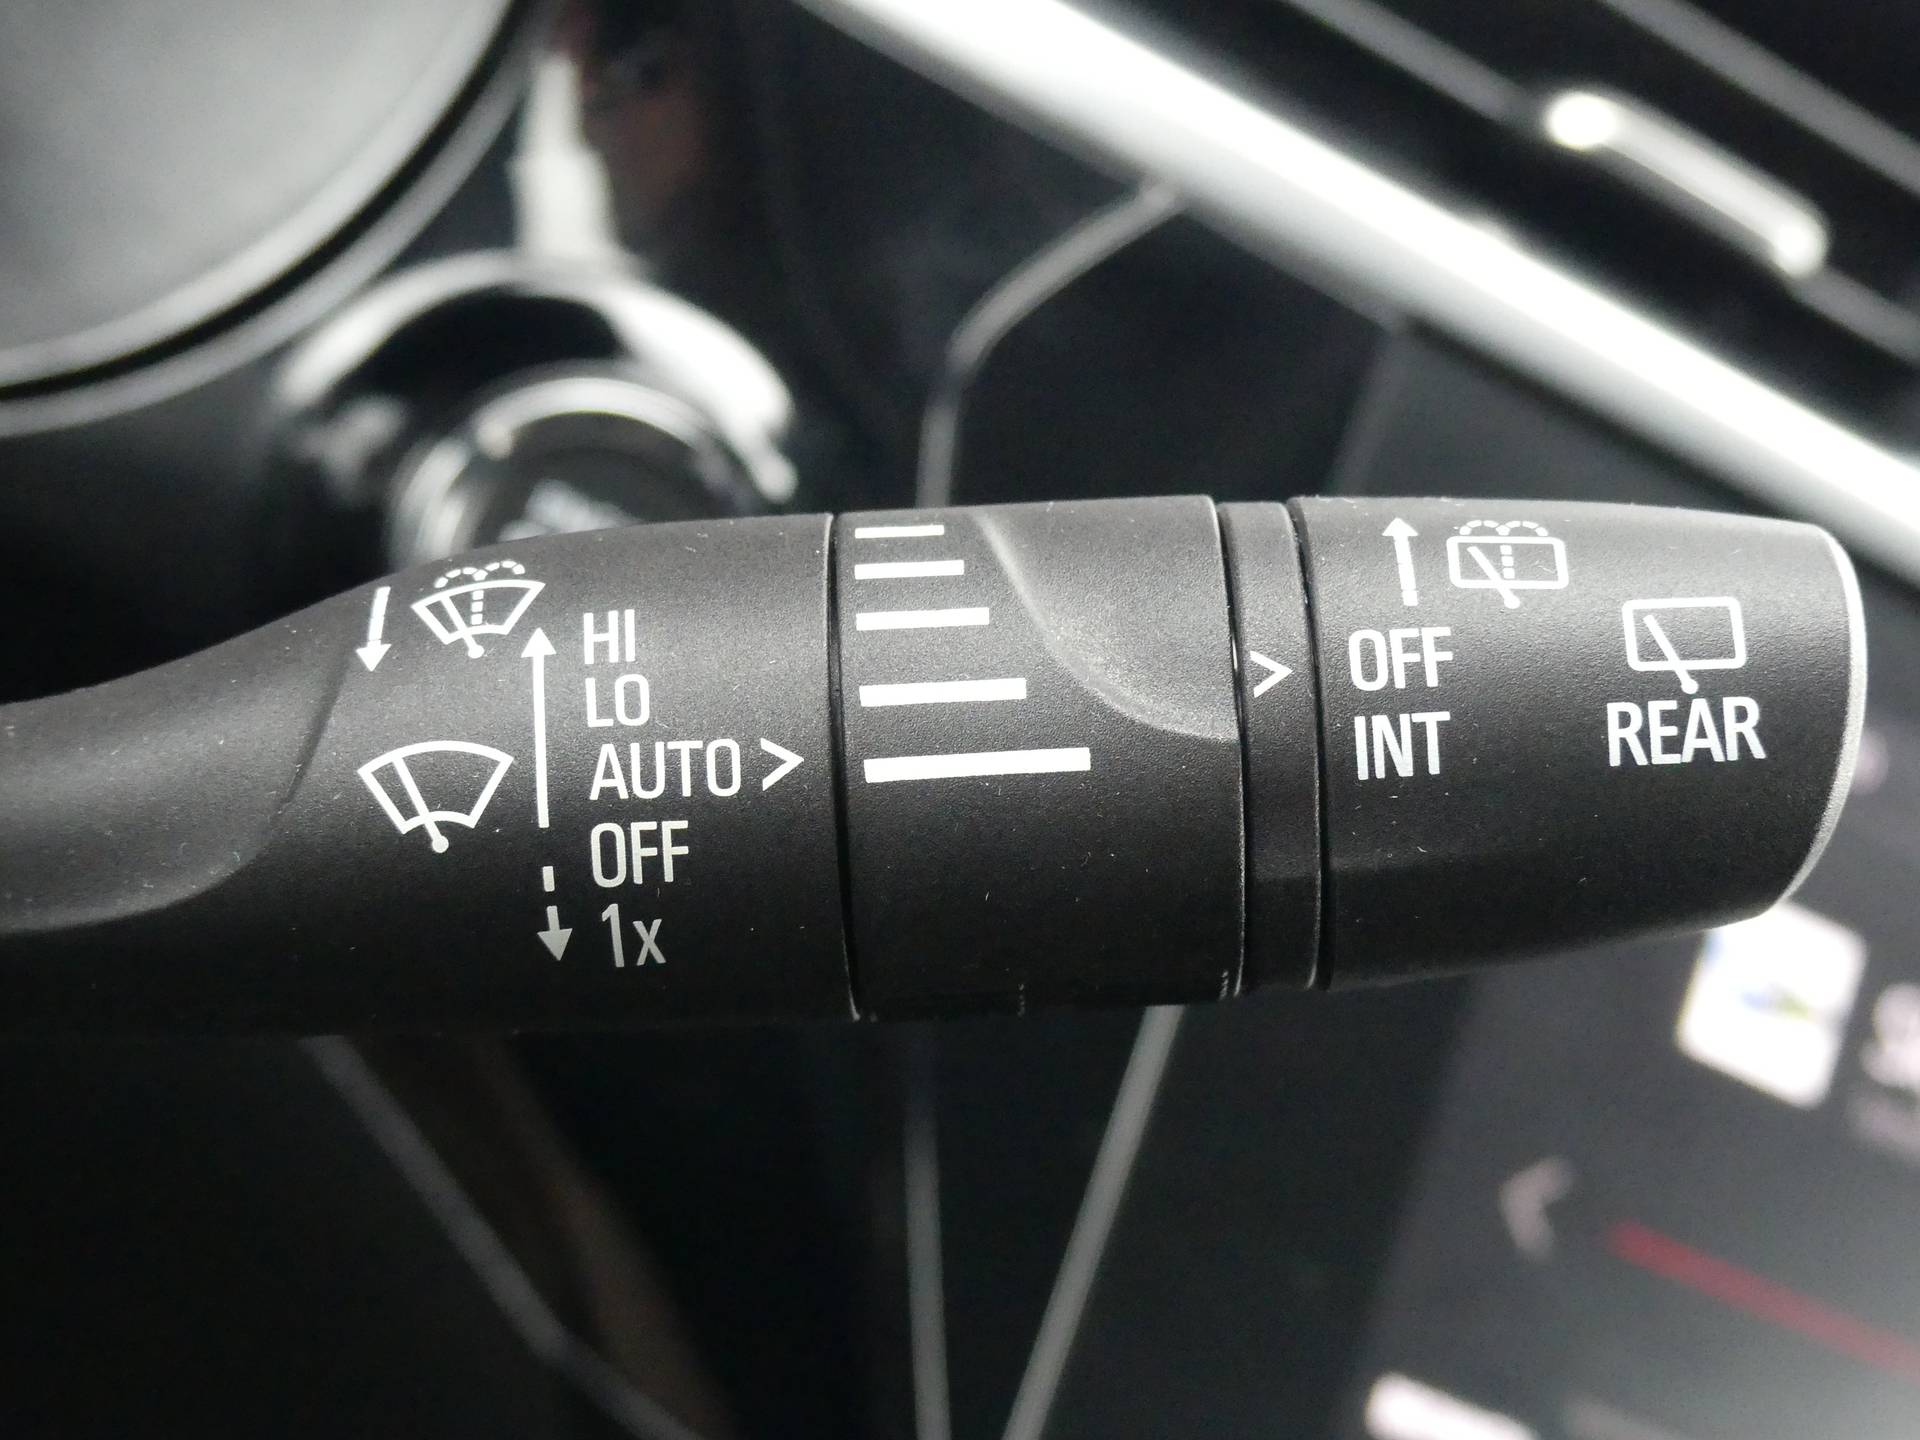 HI
LO
AUTO >
OFF
1x
>
OFF
INT
REAR